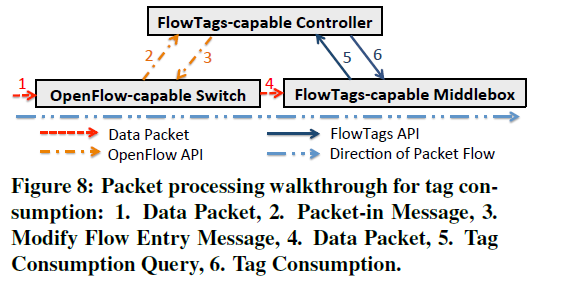 FlowTags-capable Controller
2
3
5
6
1
OpenFlow-capable Switch
4
FlowTags-capable Middlebox
Data Packet
FlowTags API
OpenFlow API
Direction of Packet Flow
Figure 8: Packet processing walkthrough for tag con-
sumption: 1. Data Packet, 2. Packet-in Message, 3.
Modify Flow Entry Message, 4. Data Packet, 5. Tag
Consumption Query, 6. Tag Consumption.